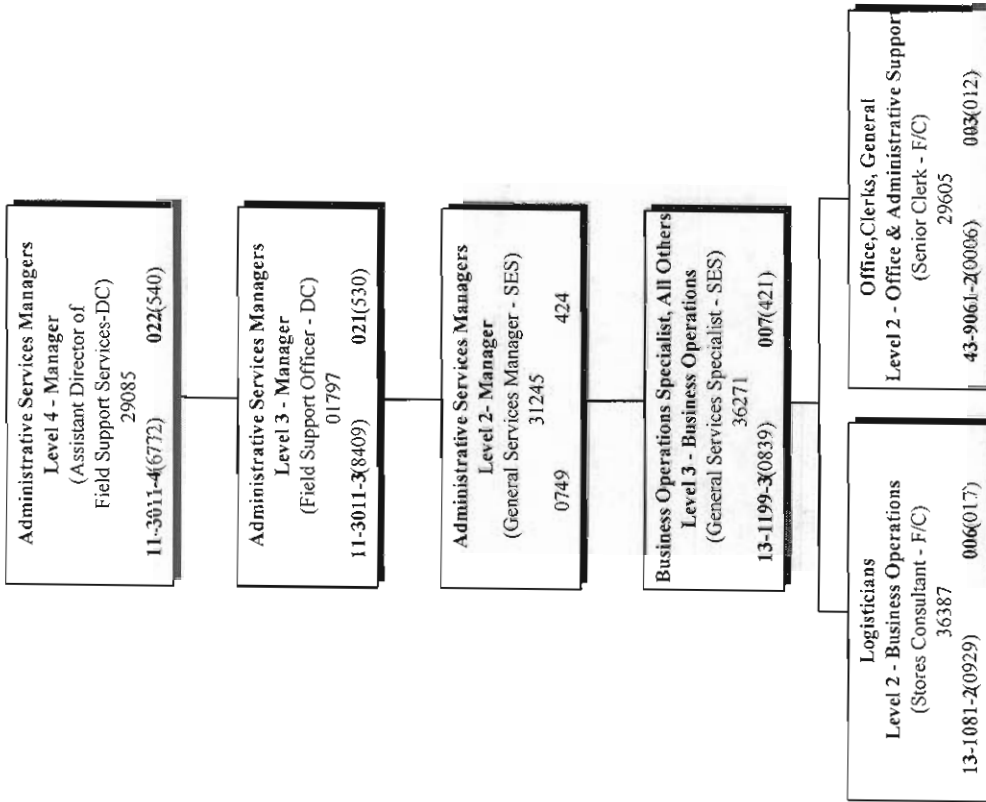 Administrative Services Managers
Level 4 - Manager
(Assistant Director of
Field Support Services-DC)
29085
11-3011-4(6772) 022(540)
Administrative Services Managers
Level 3 - Manager
(Field Support Officer - DC)
01797
11-3011-3(8409) 021(530)
Administrative Services Managers
Level 2- Manager
(General Services Manager - SES)
31245
0749 424
Business Operations Specialist, All Others
Level 3 - Business Operations
(General Services Specialist - SES)
36271
13-1199-3(0839) 007(421)
Logisticians
Level 2 - Business Operations
(Stores Consultant - F/C)
36387
13-1081-2(0929) 006(017)
Office,Clerks, General
Level 2 - Office & Administrative Support
(Senior Clerk - F/C)
29605
43-9061-2(0006) 003(012)